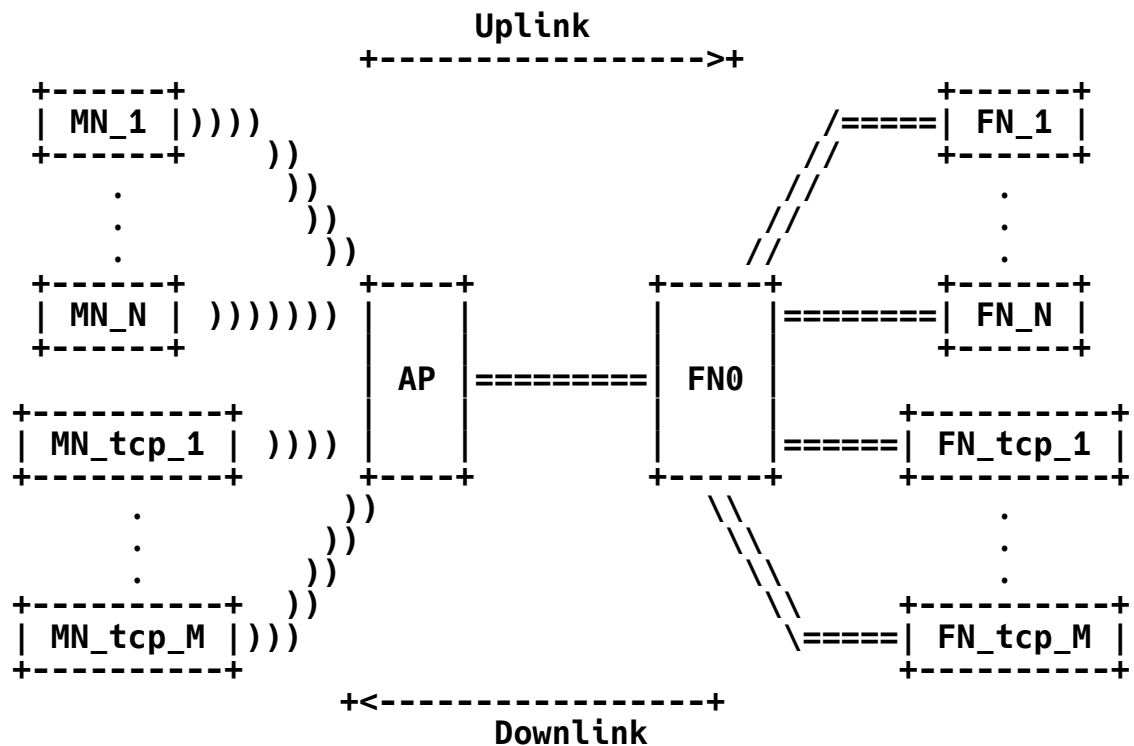 Uplink
MN_1 FN_1
MN_N FN_N
AP FN0
MN_tcp_1 FN_tcp_1
MN_tcp_M FN_tcp_M
Downlink